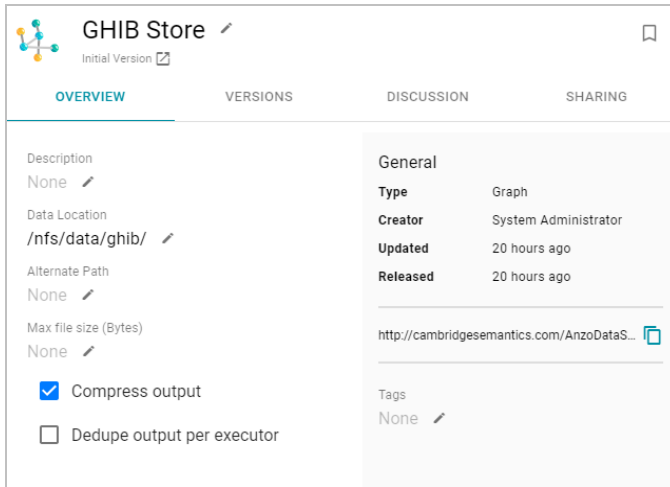 GHIB Store
Initial Version
OVERVIEW VERSIONS DISCUSSION SHARING
Description
None
Data Location
/nfs/data/ghib/
Alternate Path
None
Max file size (Bytes)
None
Compress output
Dedupe output per executor
General
Type Graph
Creator System Administrator
Updated 20 hours ago
Released 20 hours ago
http://cambridgesemantics.com/AnzoDataS...
Tags
None